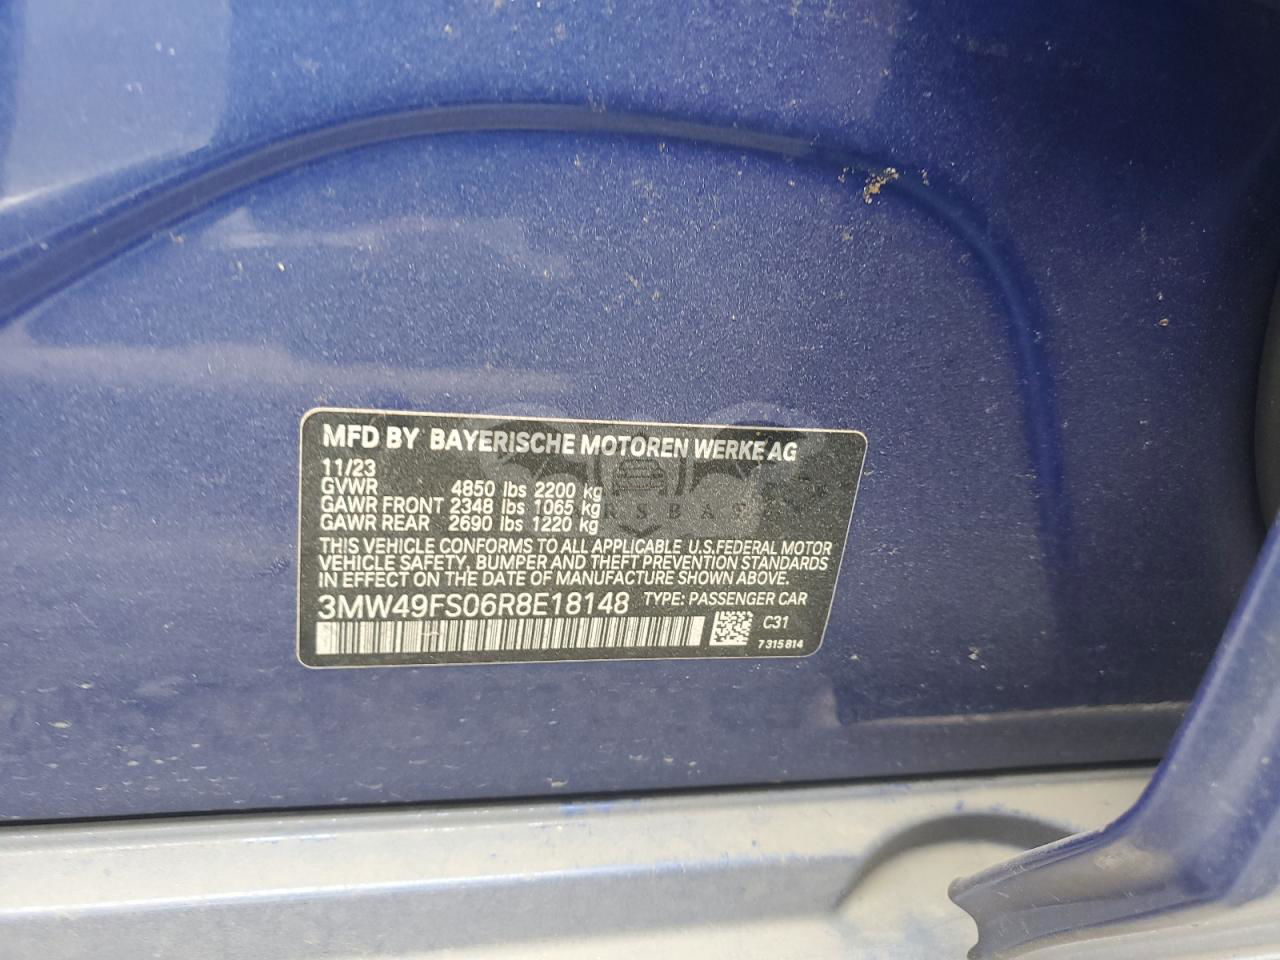 MFD BY BAYERISCHE MOTOREN WERKE AG
11/23
GVWR 4850 lbs 2200 kg
GAWR FRONT 2348 lbs 1065 kg
GAWR REAR 2690 lbs 1220 kg
THIS VEHICLE CONFORMS TO ALL APPLICABLE U.S.FEDERAL MOTOR
VEHICLE SAFETY, BUMPER AND THEFT PREVENTION STANDARDS
IN EFFECT ON THE DATE OF MANUFACTURE SHOWN ABOVE.
3MW49FS06R8E18148 TYPE: PASSENGER CAR
C31
7 315 814